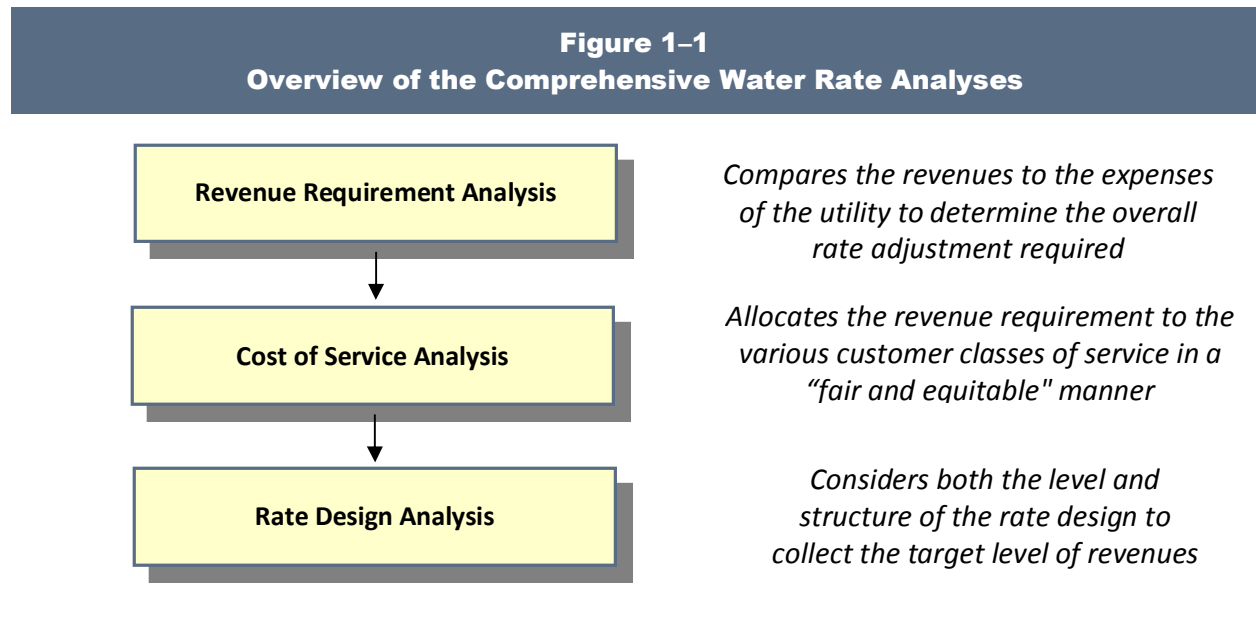 Figure 1–1
Overview of the Comprehensive Water Rate Analyses
Revenue Requirement Analysis
Compares the revenues to the expenses
of the utility to determine the overall
rate adjustment required
Cost of Service Analysis
Allocates the revenue requirement to the
various customer classes of service in a
“fair and equitable" manner
Rate Design Analysis
Considers both the level and
structure of the rate design to
collect the target level of revenues